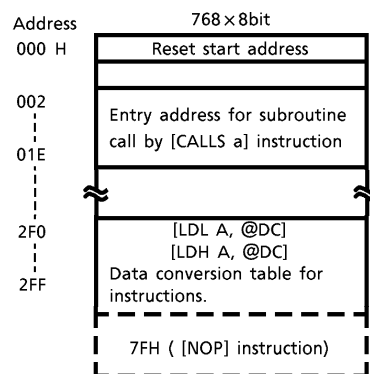 768×8bit
Address
000 H
Reset start address
002
Entry address for subroutine
call by [CALLS a] instruction
01E
2F0
[LDL A, @DC]
[LDH A, @DC]
Data conversion table for
2FF
instructions.
7FH ( [NOP] instruction)